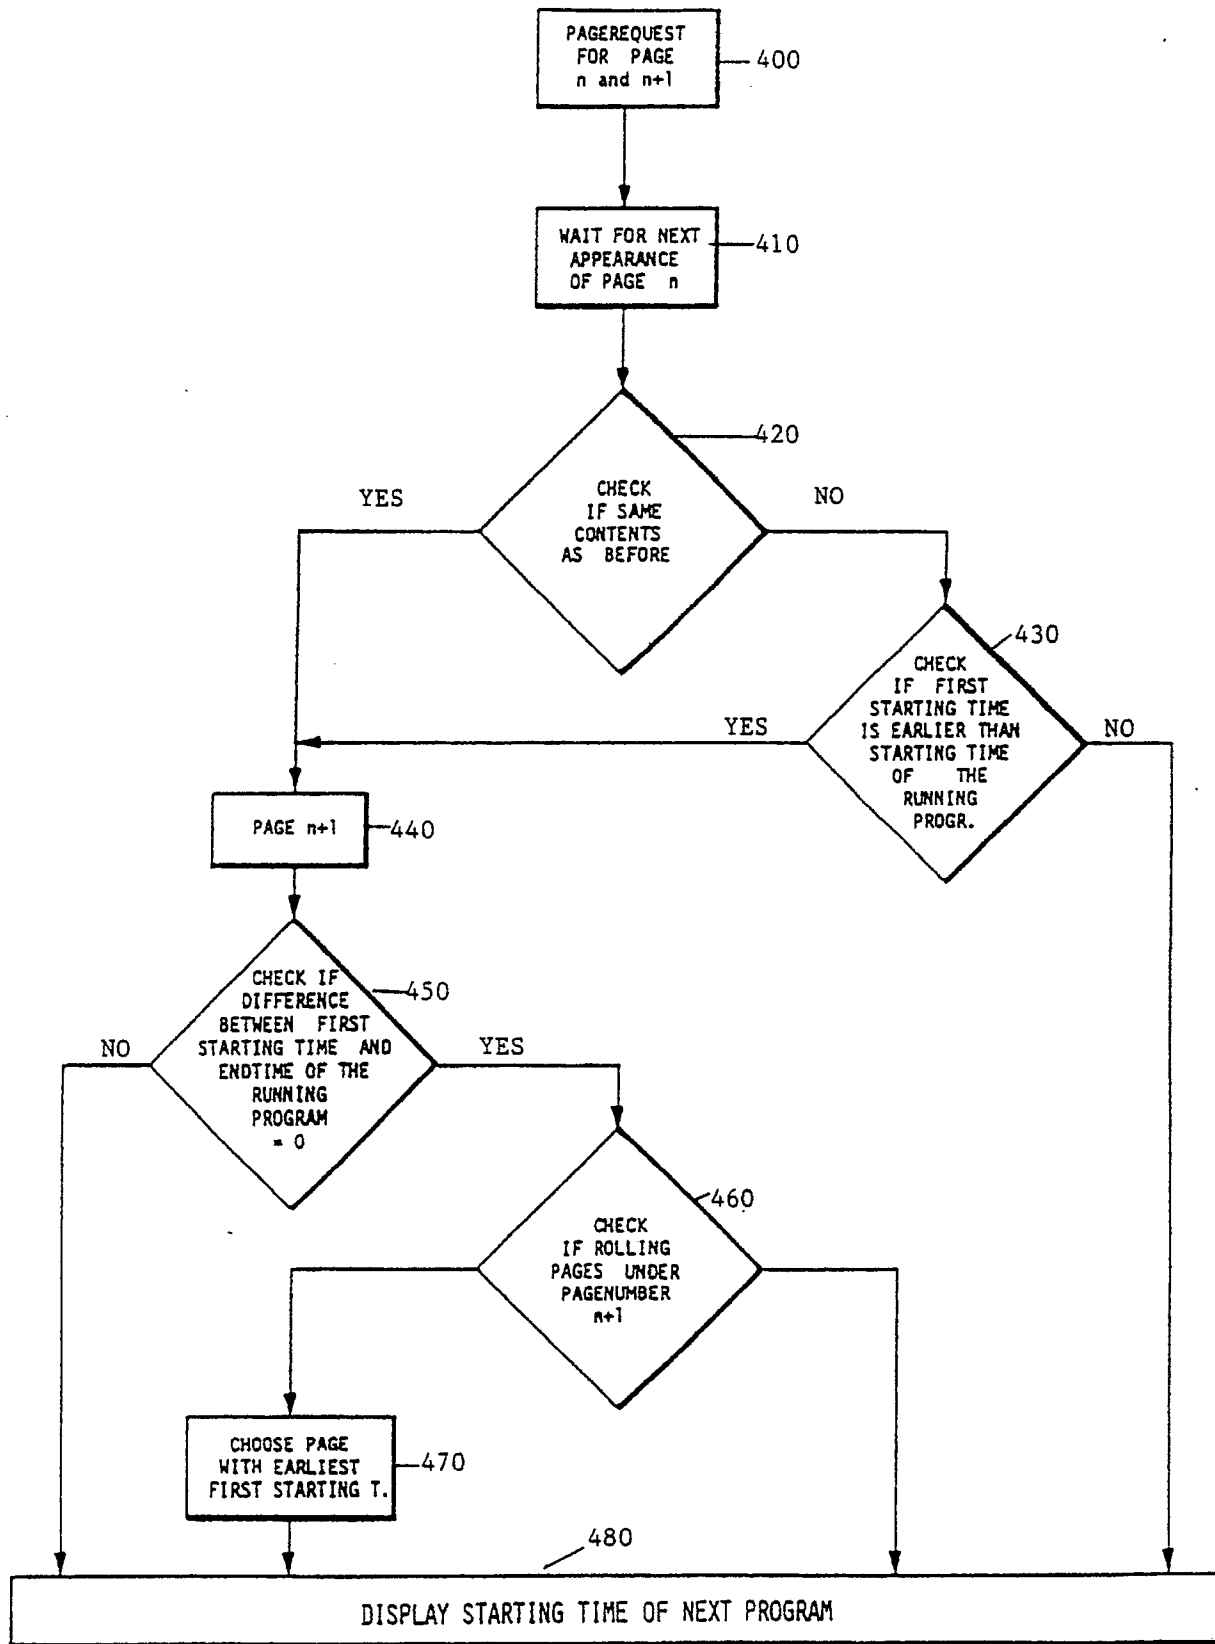 PAGEREQUEST
FOR PAGE
n and n+1
400
WAIT FOR NEXT
APPEARANCE
OF PAGE n
410
420
CHECK
IF SAME
CONTENTS
AS BEFORE
YES
NO
430
CHECK
IF FIRST
STARTING TIME
IS EARLIER THAN
STARTING TIME
OF THE
RUNNING
PROGR.
YES
NO
PAGE n+1
440
CHECK IF
DIFFERENCE
BETWEEN FIRST
STARTING TIME AND
ENDTIME OF THE
RUNNING
PROGRAM
= 0
450
NO
YES
460
CHECK
IF ROLLING
PAGES UNDER
PAGENUMBER
n+1
CHOOSE PAGE
WITH EARLIEST
FIRST STARTING T.
470
480
DISPLAY STARTING TIME OF NEXT PROGRAM